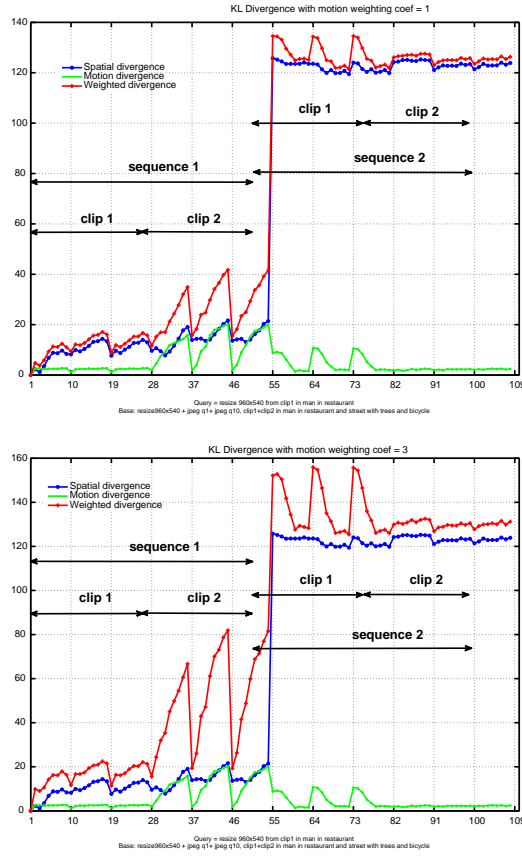 KL Divergence with motion weighting coef = 1
140
120
100
80
60
40
20
0
Spatial divergence
Motion divergence
Weighted divergence
clip 1 clip 2
sequence 1 sequence 2
clip 1 clip 2
1 10 19 28 37 46 55 64 73 82 91 100 109
Query = resize 960x540 from clip1 in man in restaurant
Base: resize960x540 + jpeg q1+ jpeg q10, clip1+clip2 in man in restaurant and street with trees and bicycle
KL Divergence with motion weighting coef = 3
160
140
120
100
80
60
40
20
0
Spatial divergence
Motion divergence
Weighted divergence
sequence 1
clip 1 clip 2 clip 1 clip 2
sequence 2
1 10 19 28 37 46 55 64 73 82 91 100 109
Query = resize 960x540 from clip1 in man in restaurant
Base: resize960x540 + jpeg q1+ jpeg q10, clip1+clip2 in man in restaurant and street with trees and bicycle